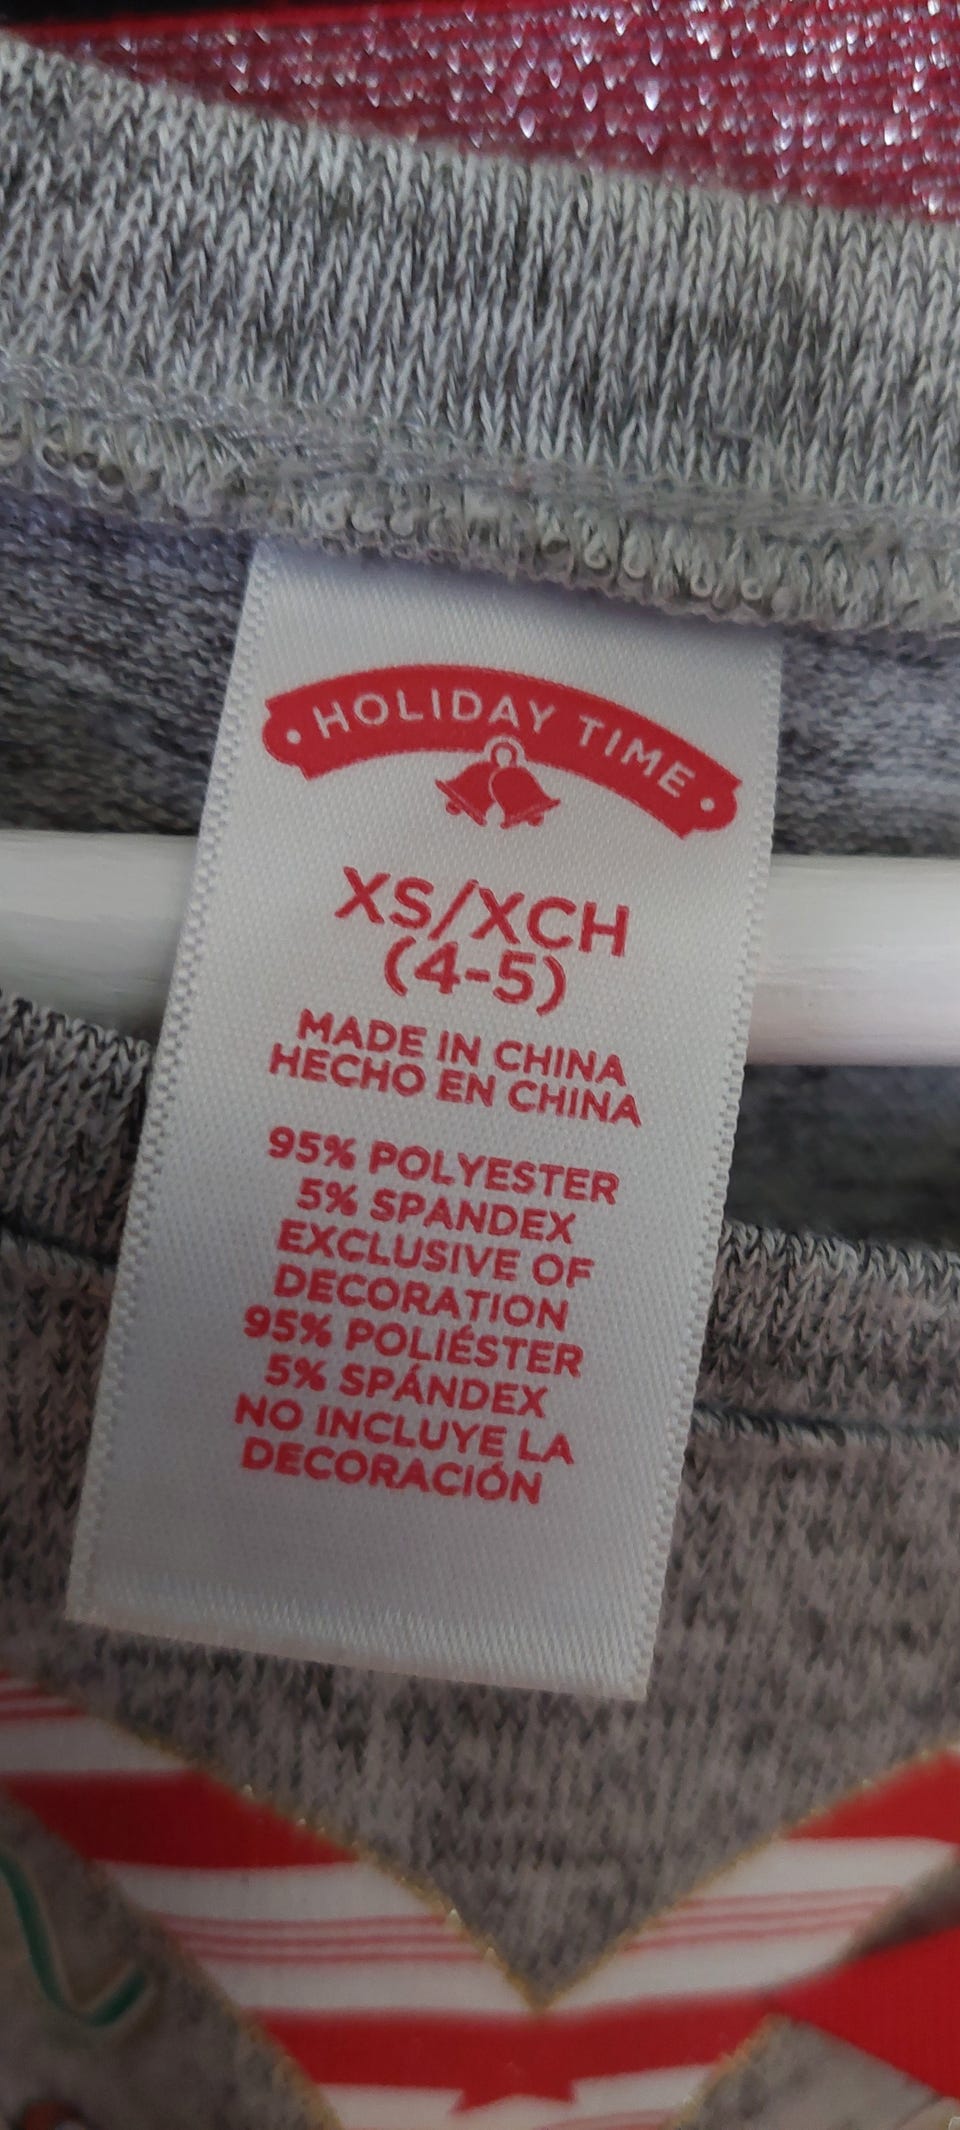 HOLIDAY TIME
XS/XCH
(4-5)
MADE IN CHINA
HECHO EN CHINA
95% POLYESTER
5% SPANDEX
EXCLUSIVE OF
DECORATION
95% POLIÉSTER
5% SPÁNDEX
NO INCLUYE LA
DECORACIÓN